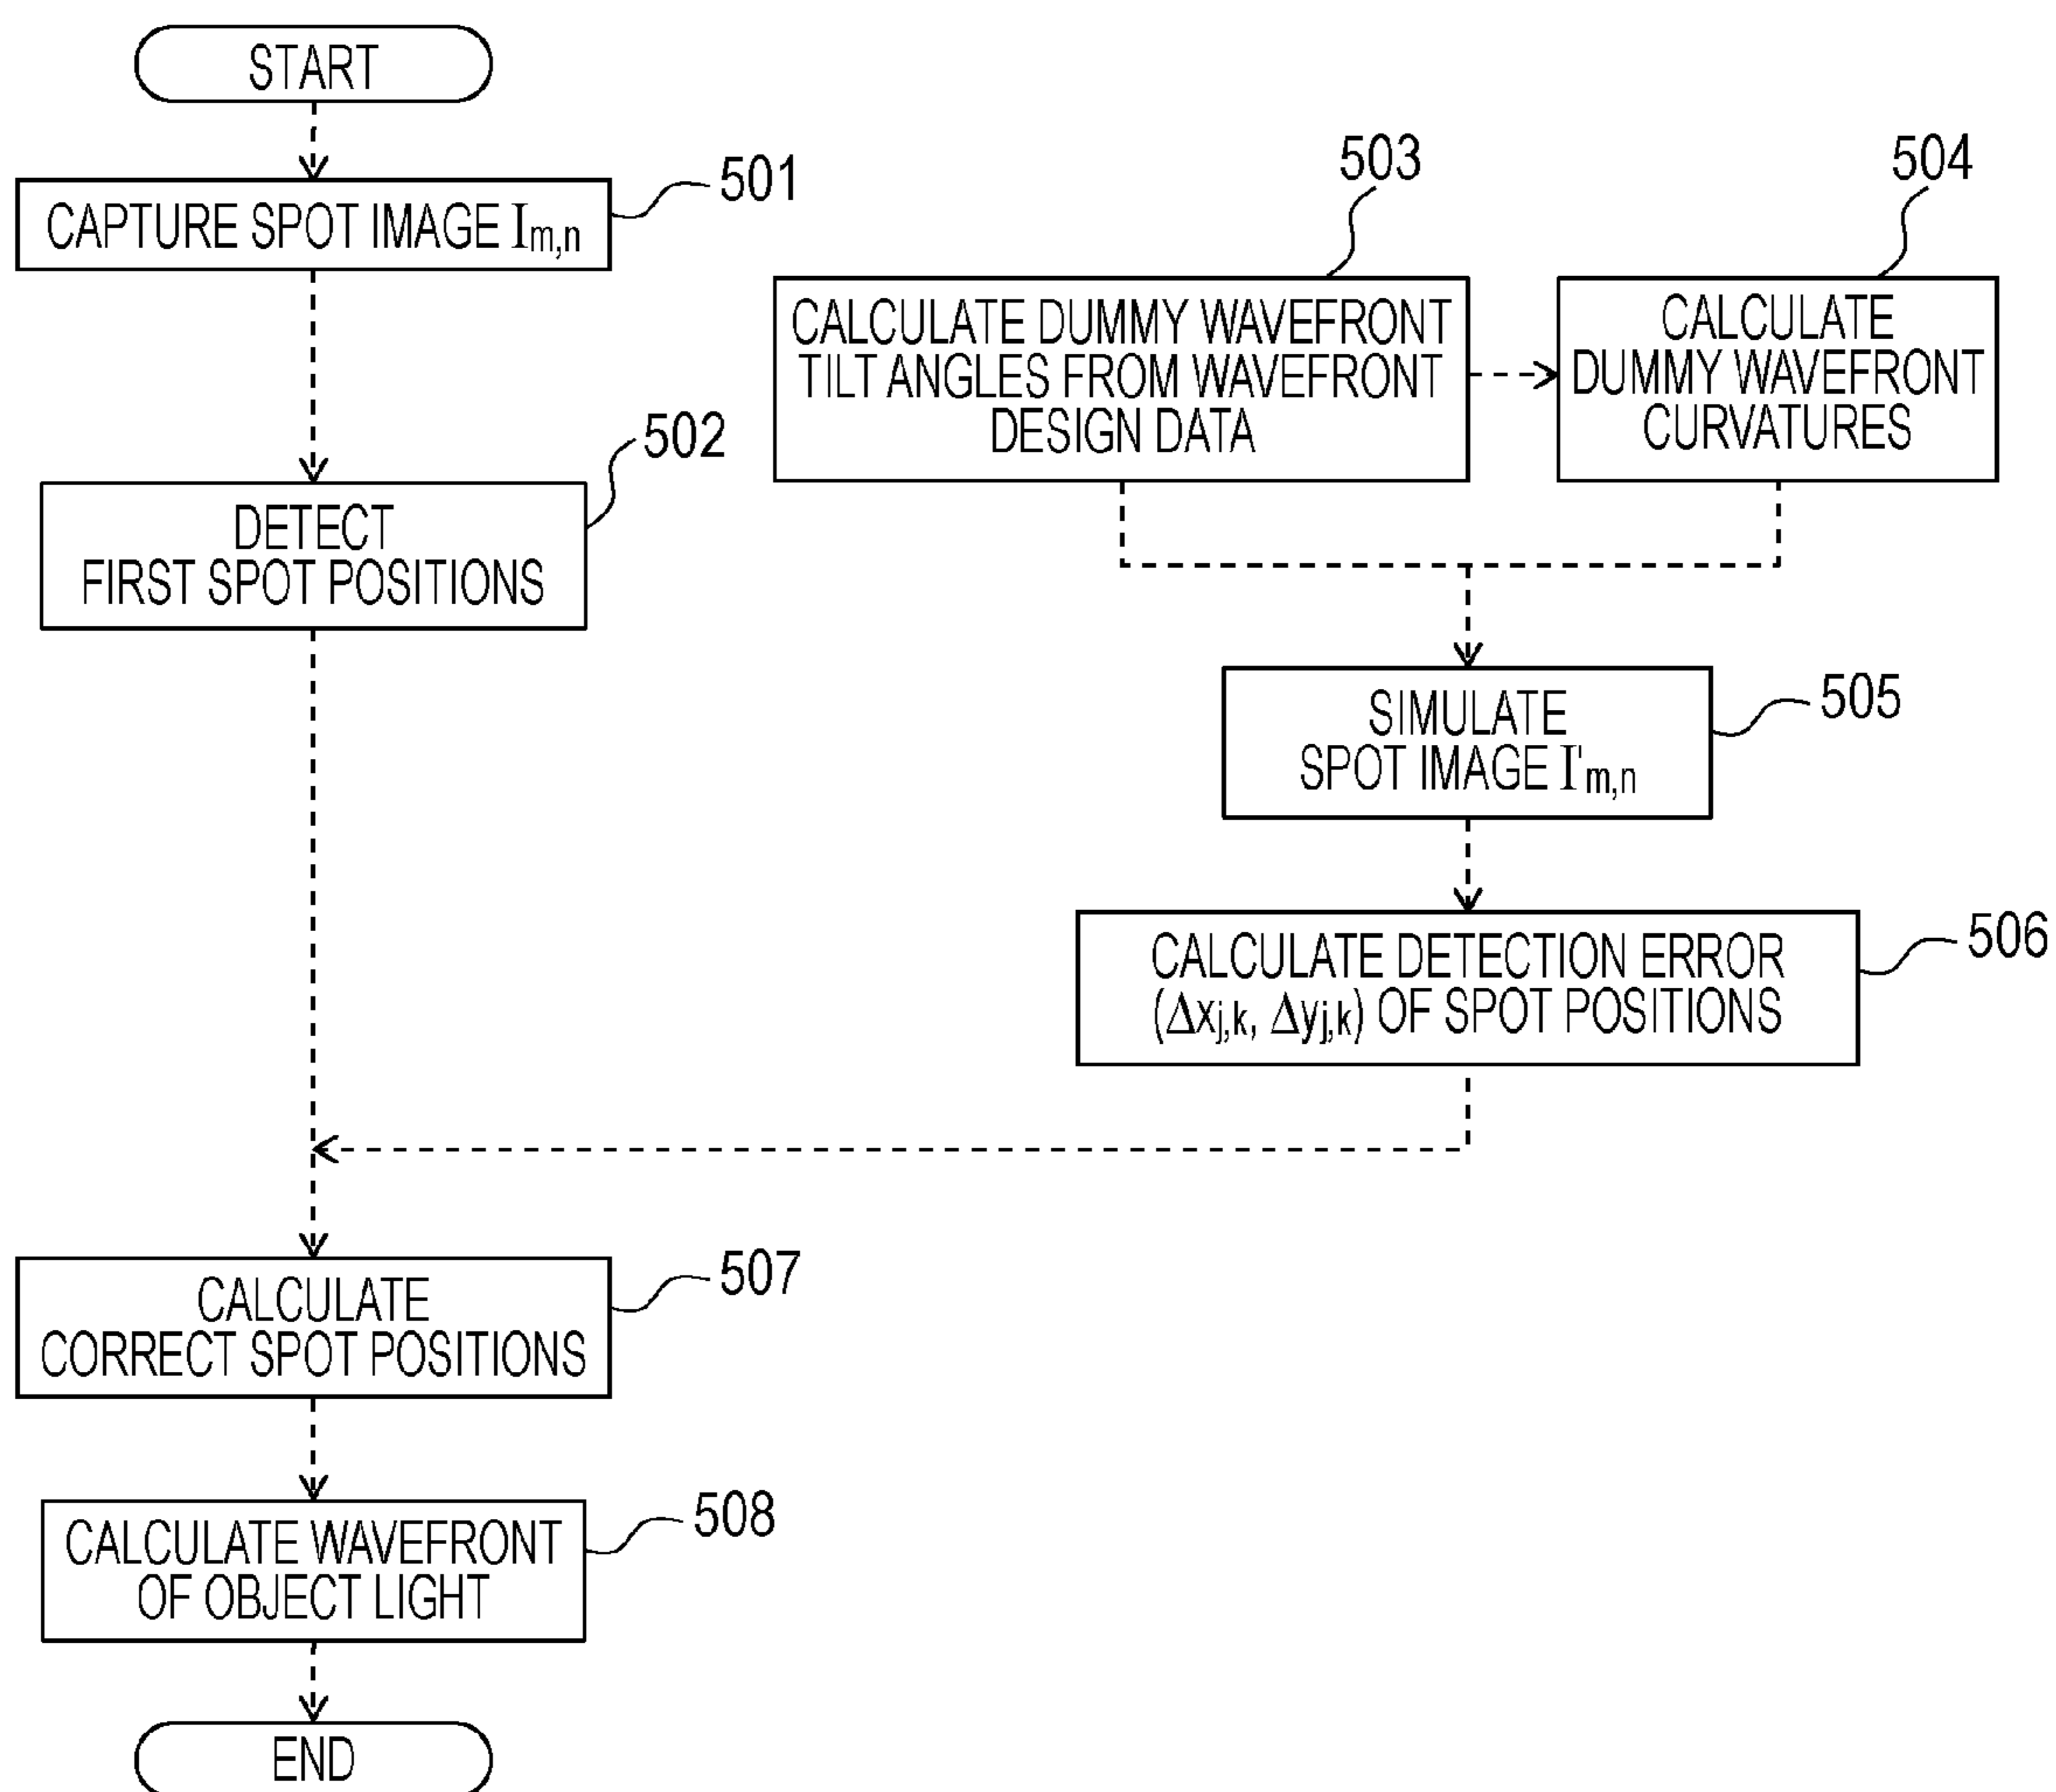 START
CAPTURE SPOT IMAGE Im,n
501
502
DETECT
FIRST SPOT POSITIONS
503
504
CALCULATE DUMMY WAVEFRONT
TILT ANGLES FROM WAVEFRONT
DESIGN DATA
CALCULATE
DUMMY WAVEFRONT
CURVATURES
SIMULATE
SPOT IMAGE I'm,n
505
CALCULATE DETECTION ERROR
(Δxj,k, Δyj,k) OF SPOT POSITIONS
506
CALCULATE
CORRECT SPOT POSITIONS
507
CALCULATE WAVEFRONT
OF OBJECT LIGHT
508
END